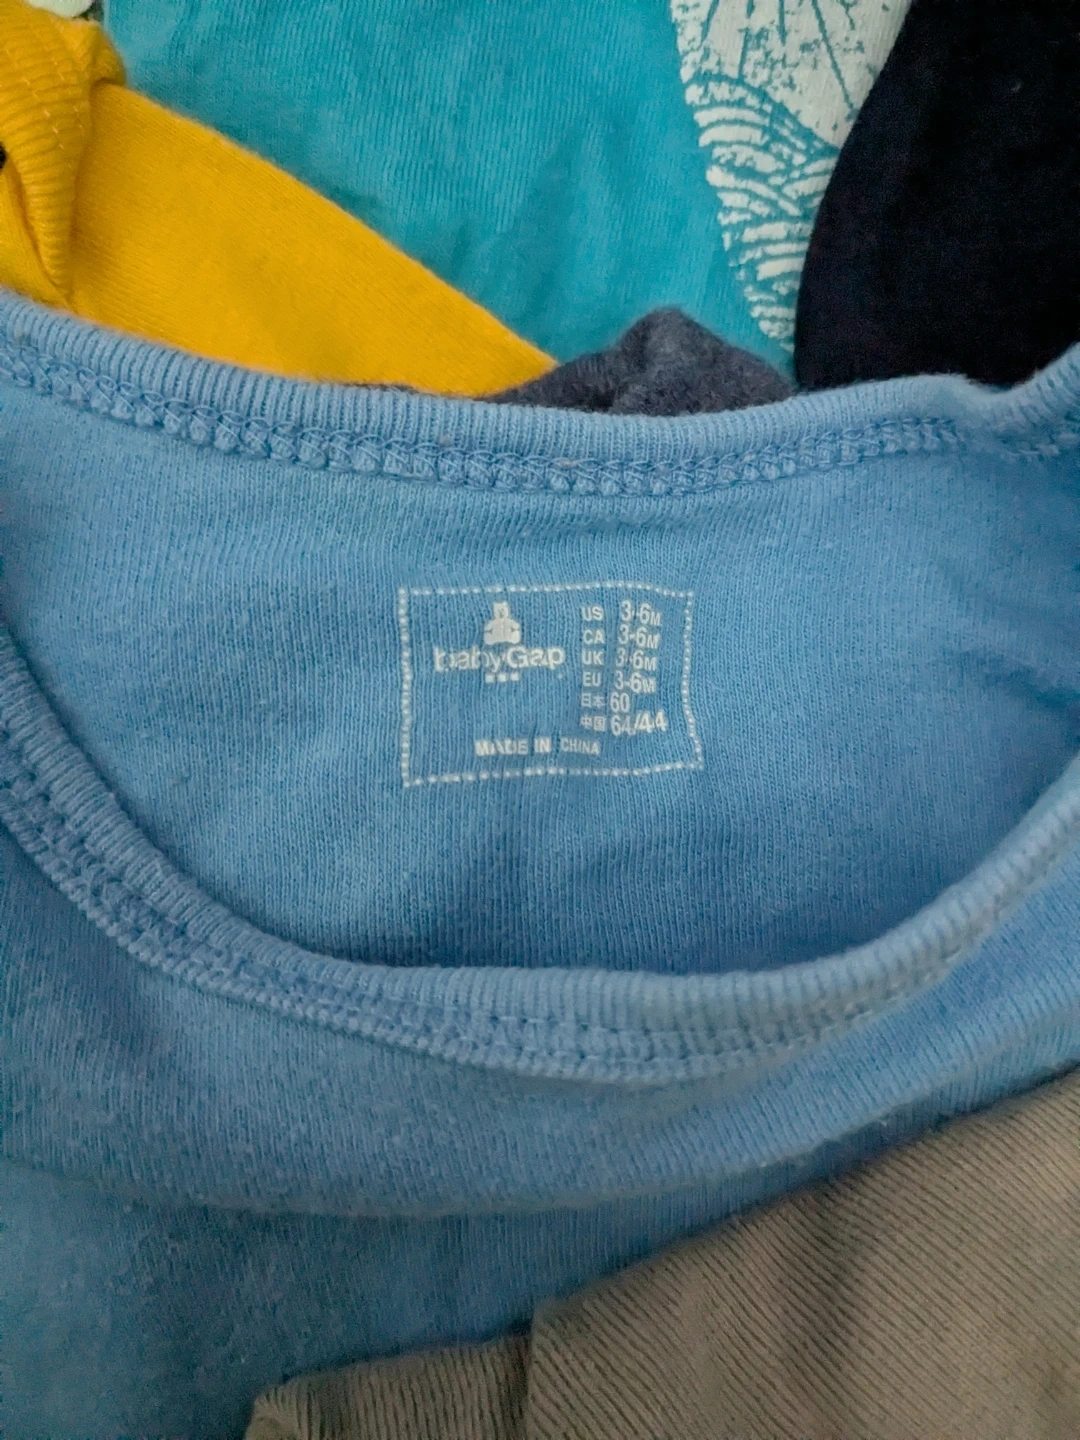 babyGap
US 3-6M
CA 3-6M
UK 3-6M
EU 3-6M
日本 60
中国 64/44
MADE IN CHINA